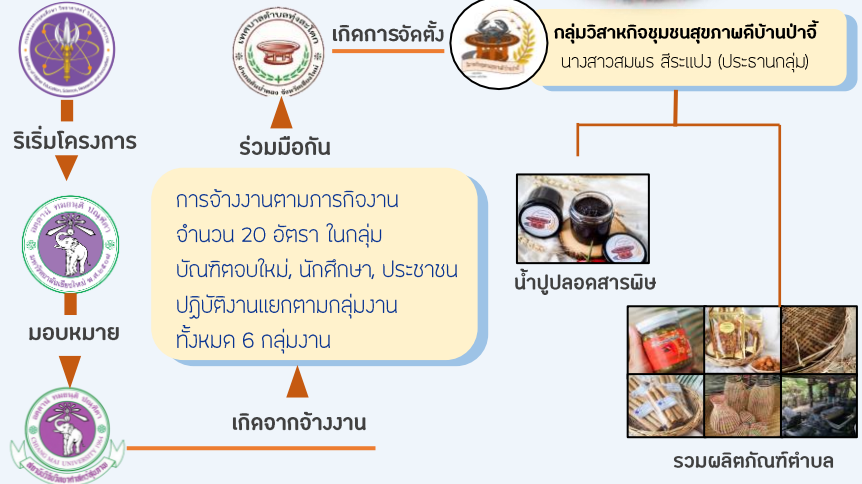 ริเริ่มโครงการ
มอบหมาย
เกิดจากจ้างงาน
การจ้างงานตามภารกิจงาน
จำนวน 20 อัตรา ในกลุ่ม
บัณฑิตจบใหม่, นักศึกษา, ประชาชน
ปฏิบัติงานแยกตามกลุ่มงาน
ทั้งหมด 6 กลุ่มงาน
ร่วมมือกัน
เกิดการจัดตั้ง
กลุ่มวิสาหกิจชุมชนสุขภาพดีบ้านป่าจี้
นางสาวสมพร สีระแปง (ประธานกลุ่ม)
น้ำปูปลอดสารพิษ
รวมผลิตภัณฑ์ตำบล